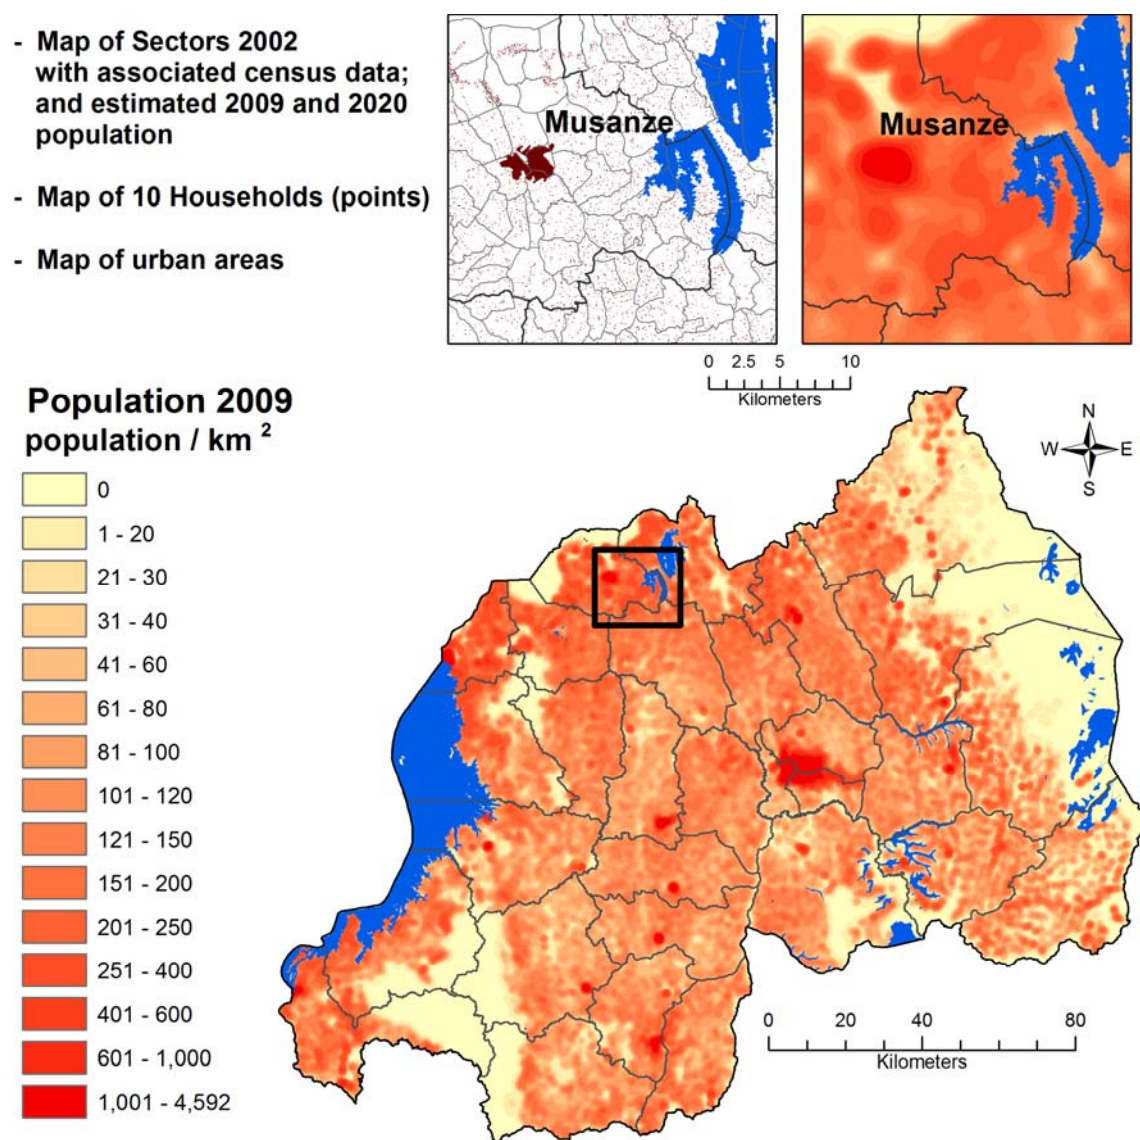 - Map of Sectors 2002
with associated census data;
and estimated 2009 and 2020
population
- Map of 10 Households (points)
- Map of urban areas
Musanze
Musanze
0 2.5 5 10
Kilometers
Population 2009
population / km 2
0
1 - 20
21 - 30
31 - 40
41 - 60
61 - 80
81 - 100
101 - 120
121 - 150
151 - 200
201 - 250
251 - 400
401 - 600
601 - 1,000
1,001 - 4,592
N
W E
S
0 20 40 80
Kilometers